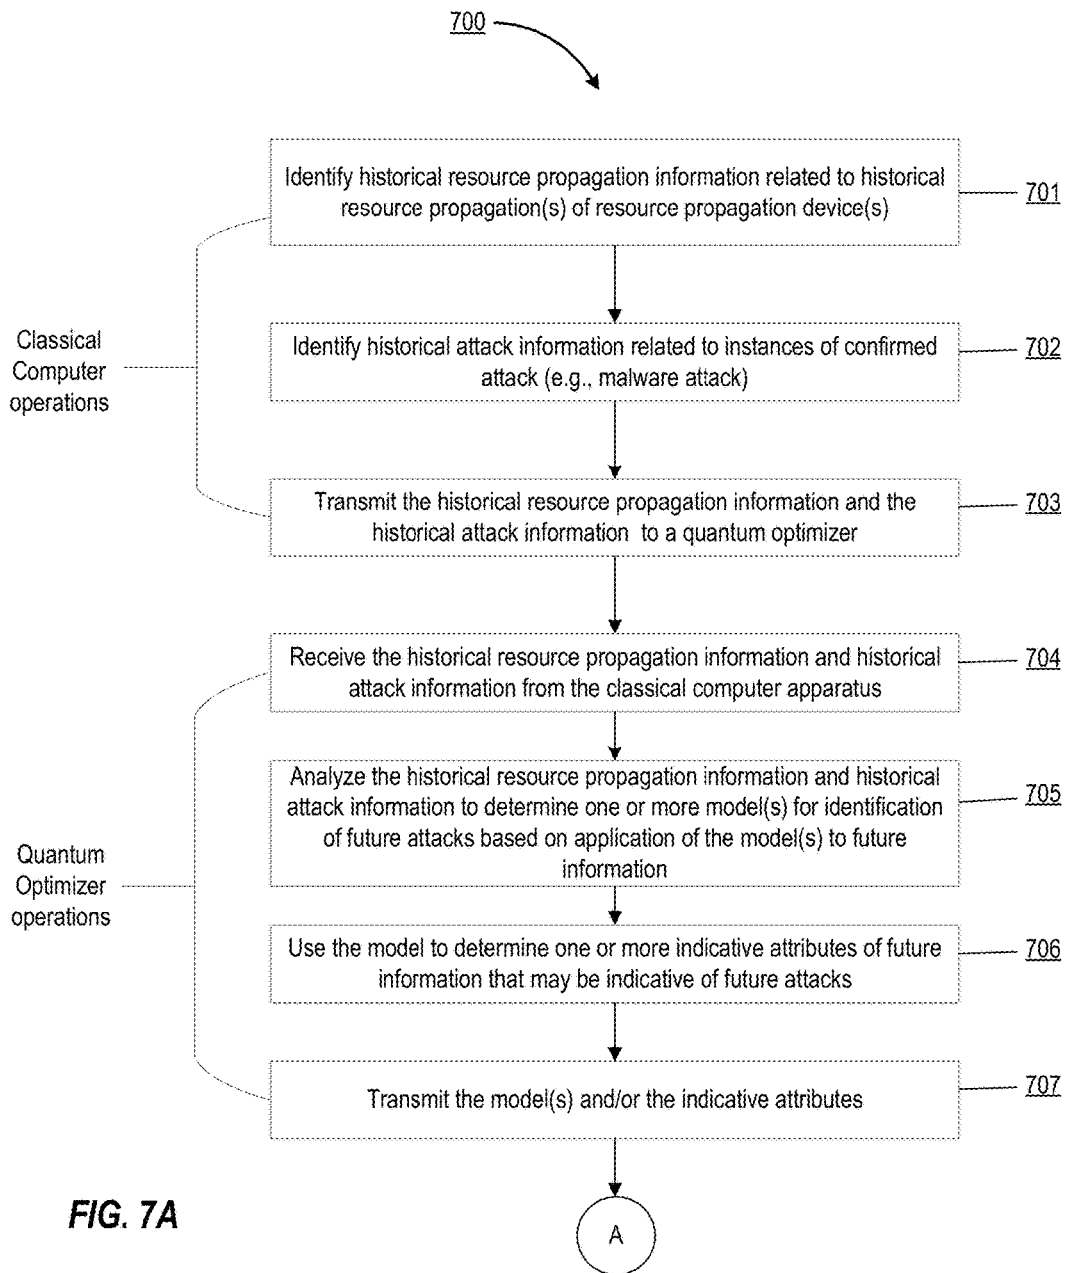 700
Identify historical resource propagation information related to historical
resource propagation(s) of resource propagation device(s)
701
Classical
Computer
operations
Identify historical attack information related to instances of confirmed
attack (e.g., malware attack)
702
Transmit the historical resource propagation information and the
historical attack information to a quantum optimizer
703
Receive the historical resource propagation information and historical
attack information from the classical computer apparatus
704
Analyze the historical resource propagation information and historical
attack information to determine one or more model(s) for identification
of future attacks based on application of the model(s) to future
information
705
Quantum
Optimizer
operations
Use the model to determine one or more indicative attributes of future
information that may be indicative of future attacks
706
Transmit the model(s) and/or the indicative attributes
707
FIG. 7A
A